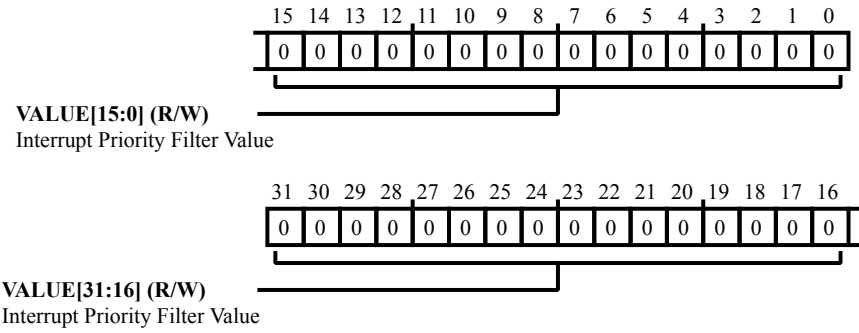 15 14 13 12 11 10 9 8 7 6 5 4 3 2 1 0
0 0 0 0 0 0 0 0 0 0 0 0 0 0 0 0
VALUE[15:0] (R/W)
Interrupt Priority Filter Value
31 30 29 28 27 26 25 24 23 22 21 20 19 18 17 16
0 0 0 0 0 0 0 0 0 0 0 0 0 0 0 0
VALUE[31:16] (R/W)
Interrupt Priority Filter Value